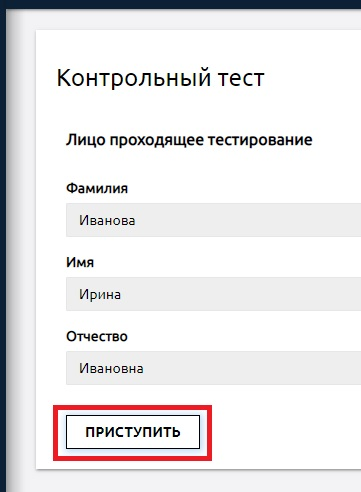 Контрольный тест
Лицо проходящее тестирование
Фамилия
Иванова
Имя
Ирина
Отчество
Ивановна
ПРИСТУПИТЬ